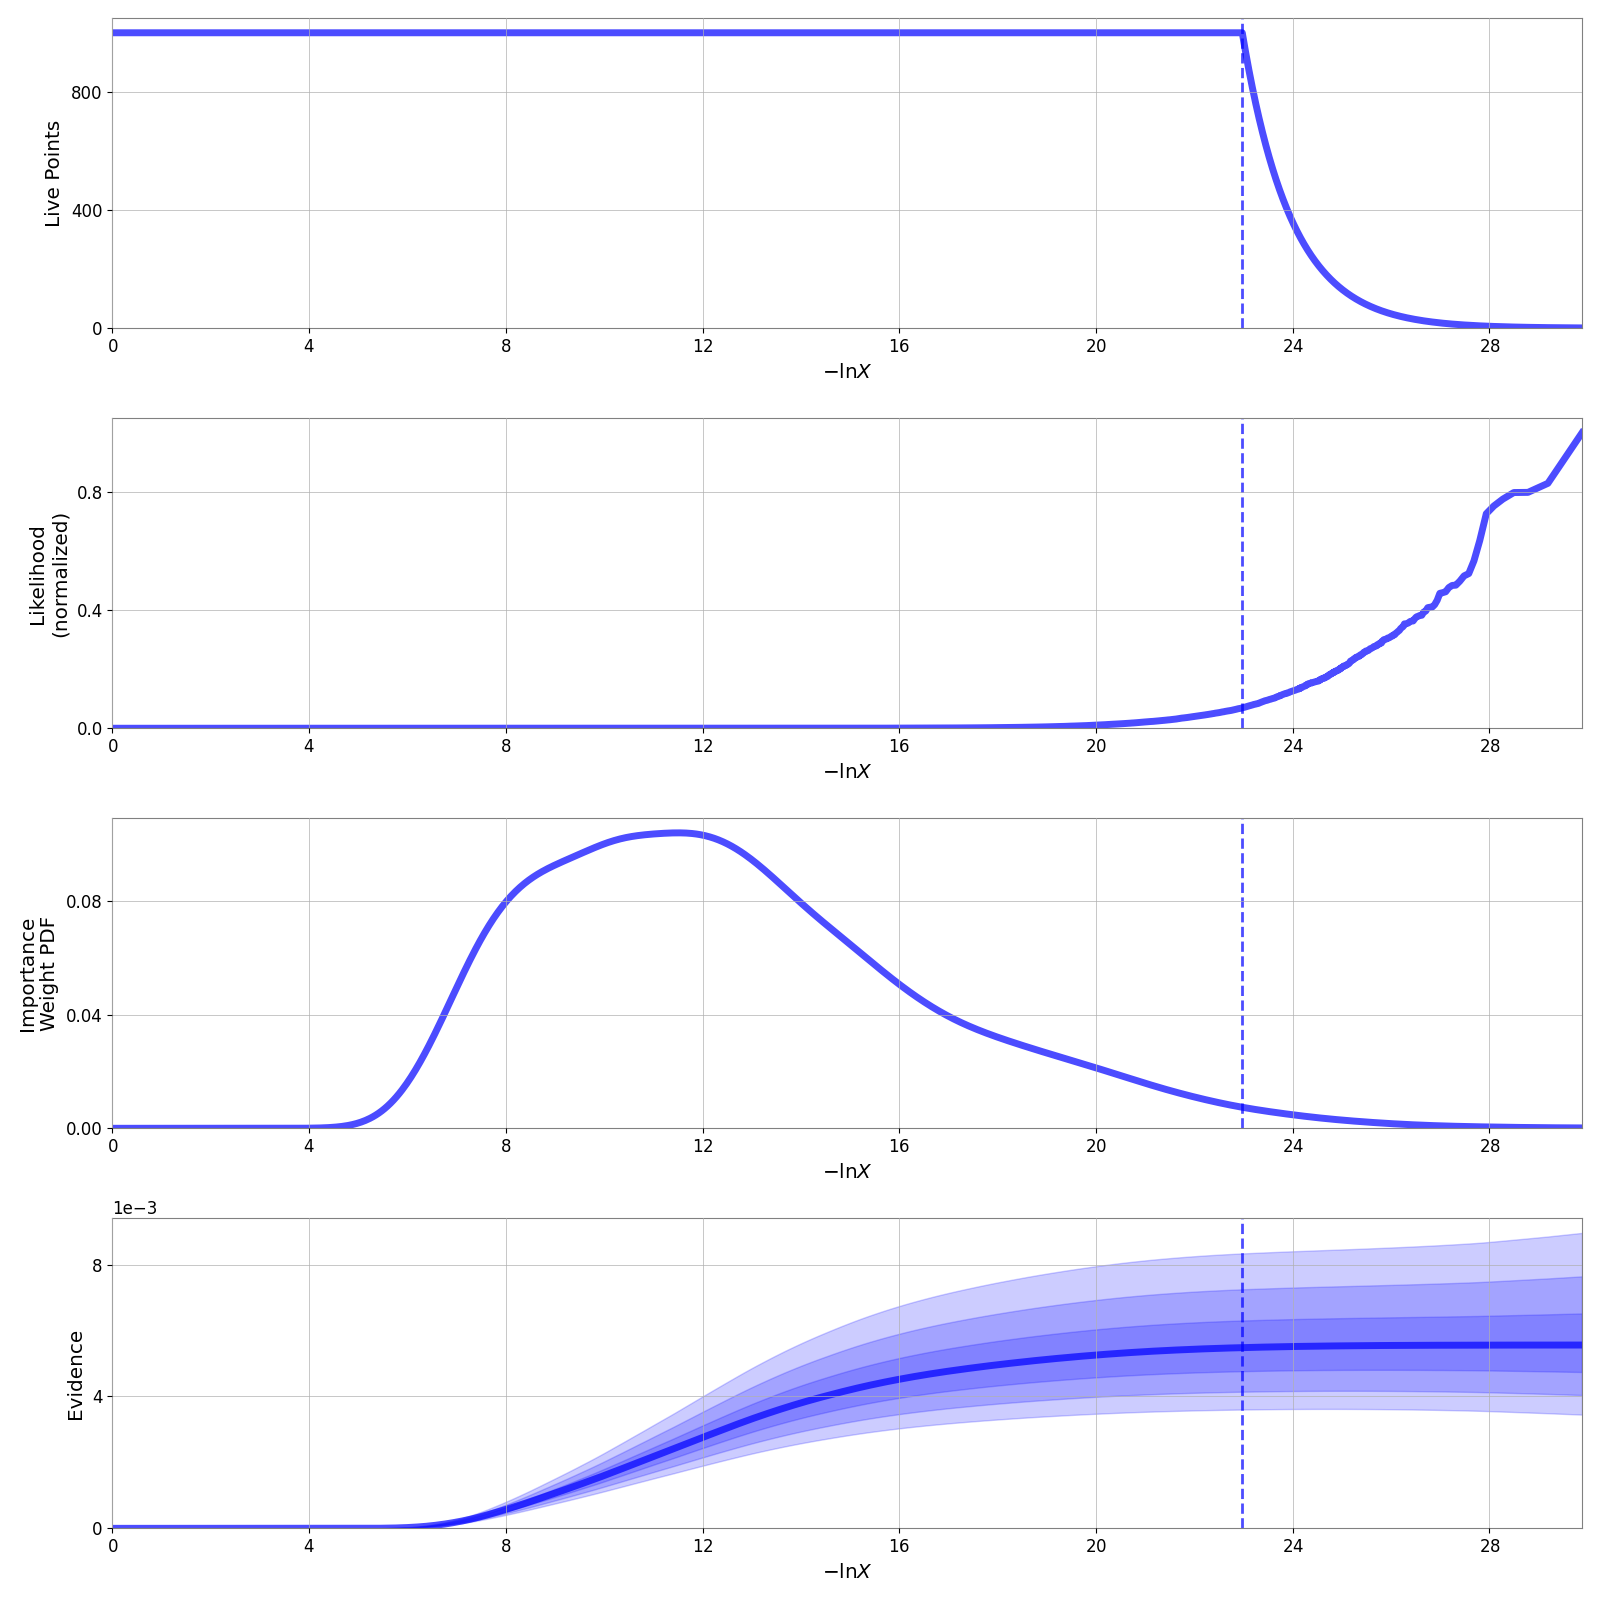 800
400
0
Live Points
0 4 8 12 16 20 24 28
−lnX
0.8
0.4
0.0
Likelihood
(normalized)
0 4 8 12 16 20 24 28
−lnX
0.08
0.04
0.00
Importance
Weight PDF
0 4 8 12 16 20 24 28
−lnX
1e−3
8
4
0
Evidence
0 4 8 12 16 20 24 28
−lnX